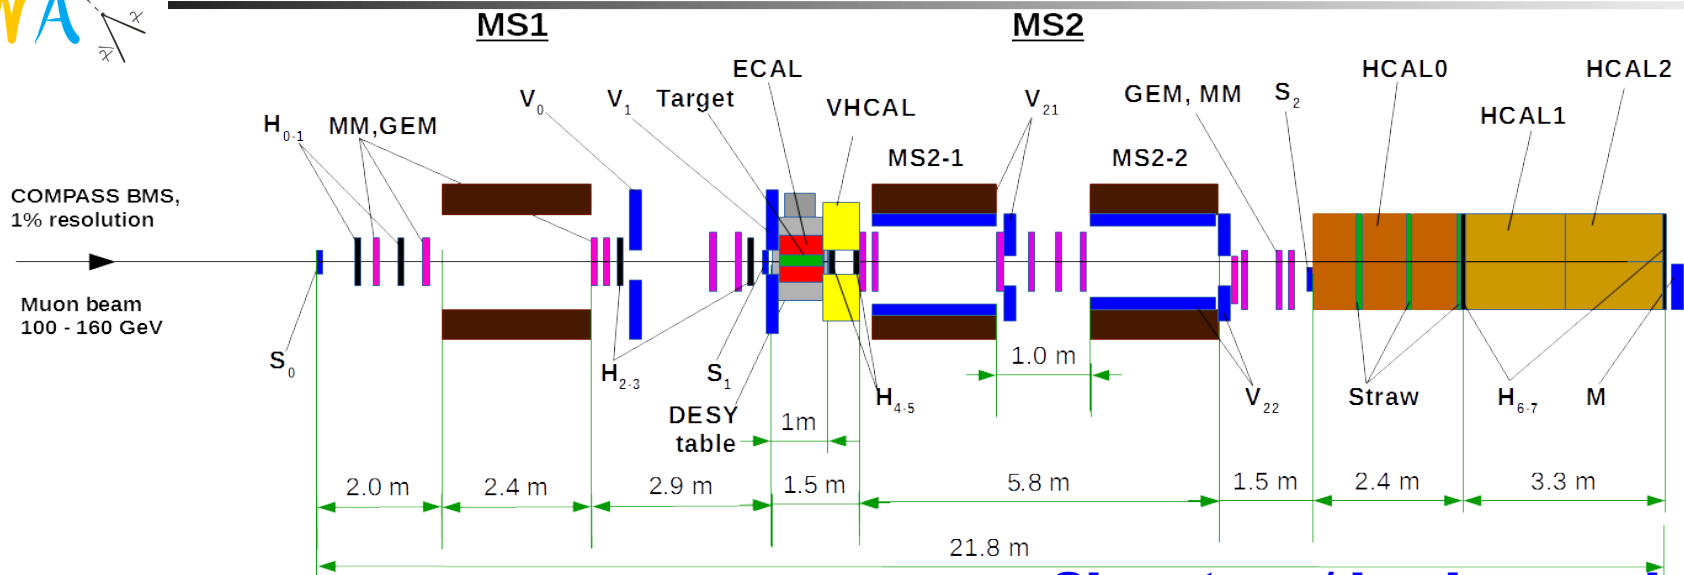 MS1
MS2
ECAL
HCAL0
HCAL2
V0
V1
Target
VHCAL
V21
GEM, MM
S2
HCAL1
H0-1
MM,GEM
MS2-1
MS2-2
COMPASS BMS,
1% resolution
Muon beam
100 - 160 GeV
S0
H2-3
S1
DESY
table
1m
H4-5
1.0 m
V22
Straw
H6-7
M
2.0 m
2.4 m
2.9 m
1.5 m
5.8 m
1.5 m
2.4 m
3.3 m
21.8 m